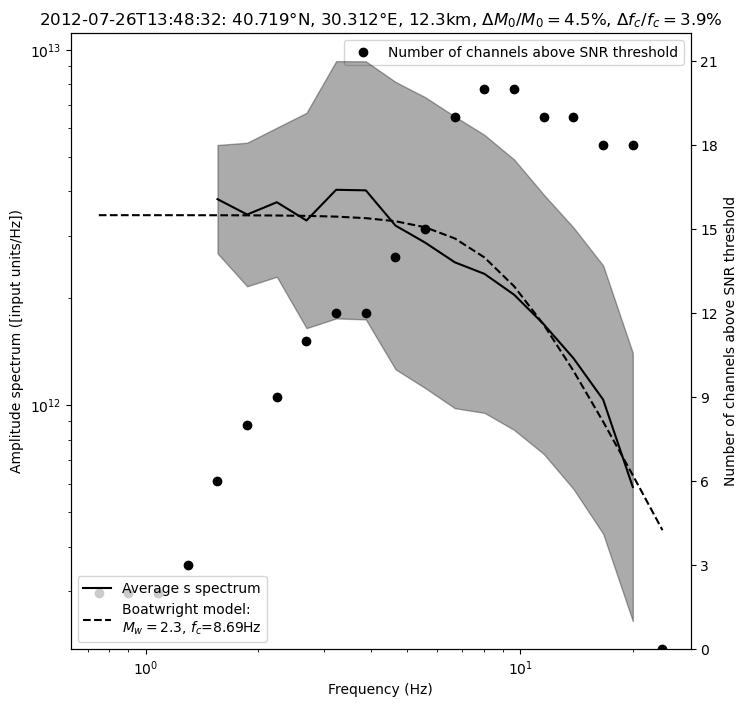 2012-07-26T13:48:32: 40.719°N, 30.312°E, 12.3km, ΔM₀/M₀ = 4.5%, Δf_c/f_c = 3.9%
Number of channels above SNR threshold
10¹³
10¹²
21
18
15
12
9
6
3
0
Amplitude spectrum ([input units/Hz])
Number of channels above SNR threshold
Average s spectrum
Boatwright model:
M_w = 2.3, f_c=8.69Hz
10⁰
10¹
Frequency (Hz)